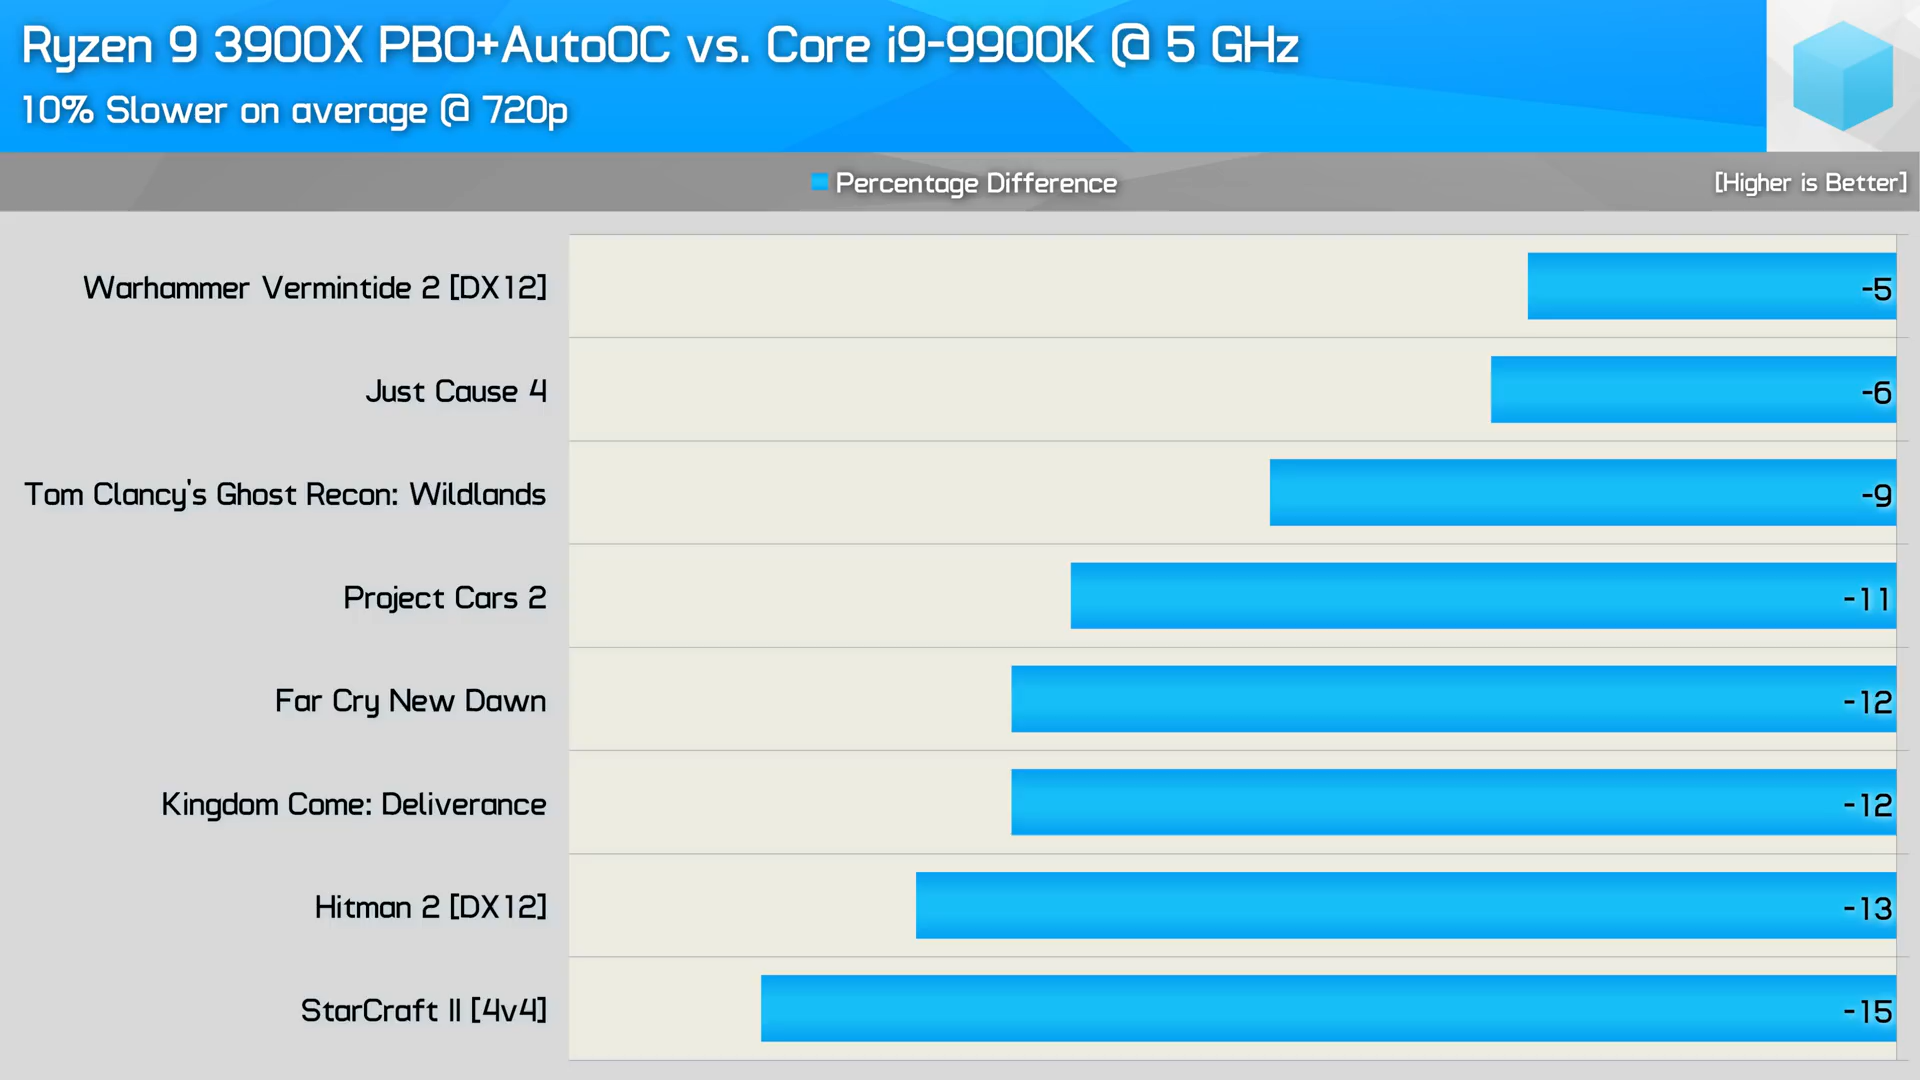 Ryzen 9 3900X PBO+AutoOC vs. Core i9-9900K @ 5 GHz
10% Slower on average @ 720p
Percentage Difference
[Higher is Better]
Warhammer Vermintide 2 [DX12]
-5
Just Cause 4
-6
Tom Clancy's Ghost Recon: Wildlands
-9
Project Cars 2
-11
Far Cry New Dawn
-12
Kingdom Come: Deliverance
-12
Hitman 2 [DX12]
-13
StarCraft II [4v4]
-15